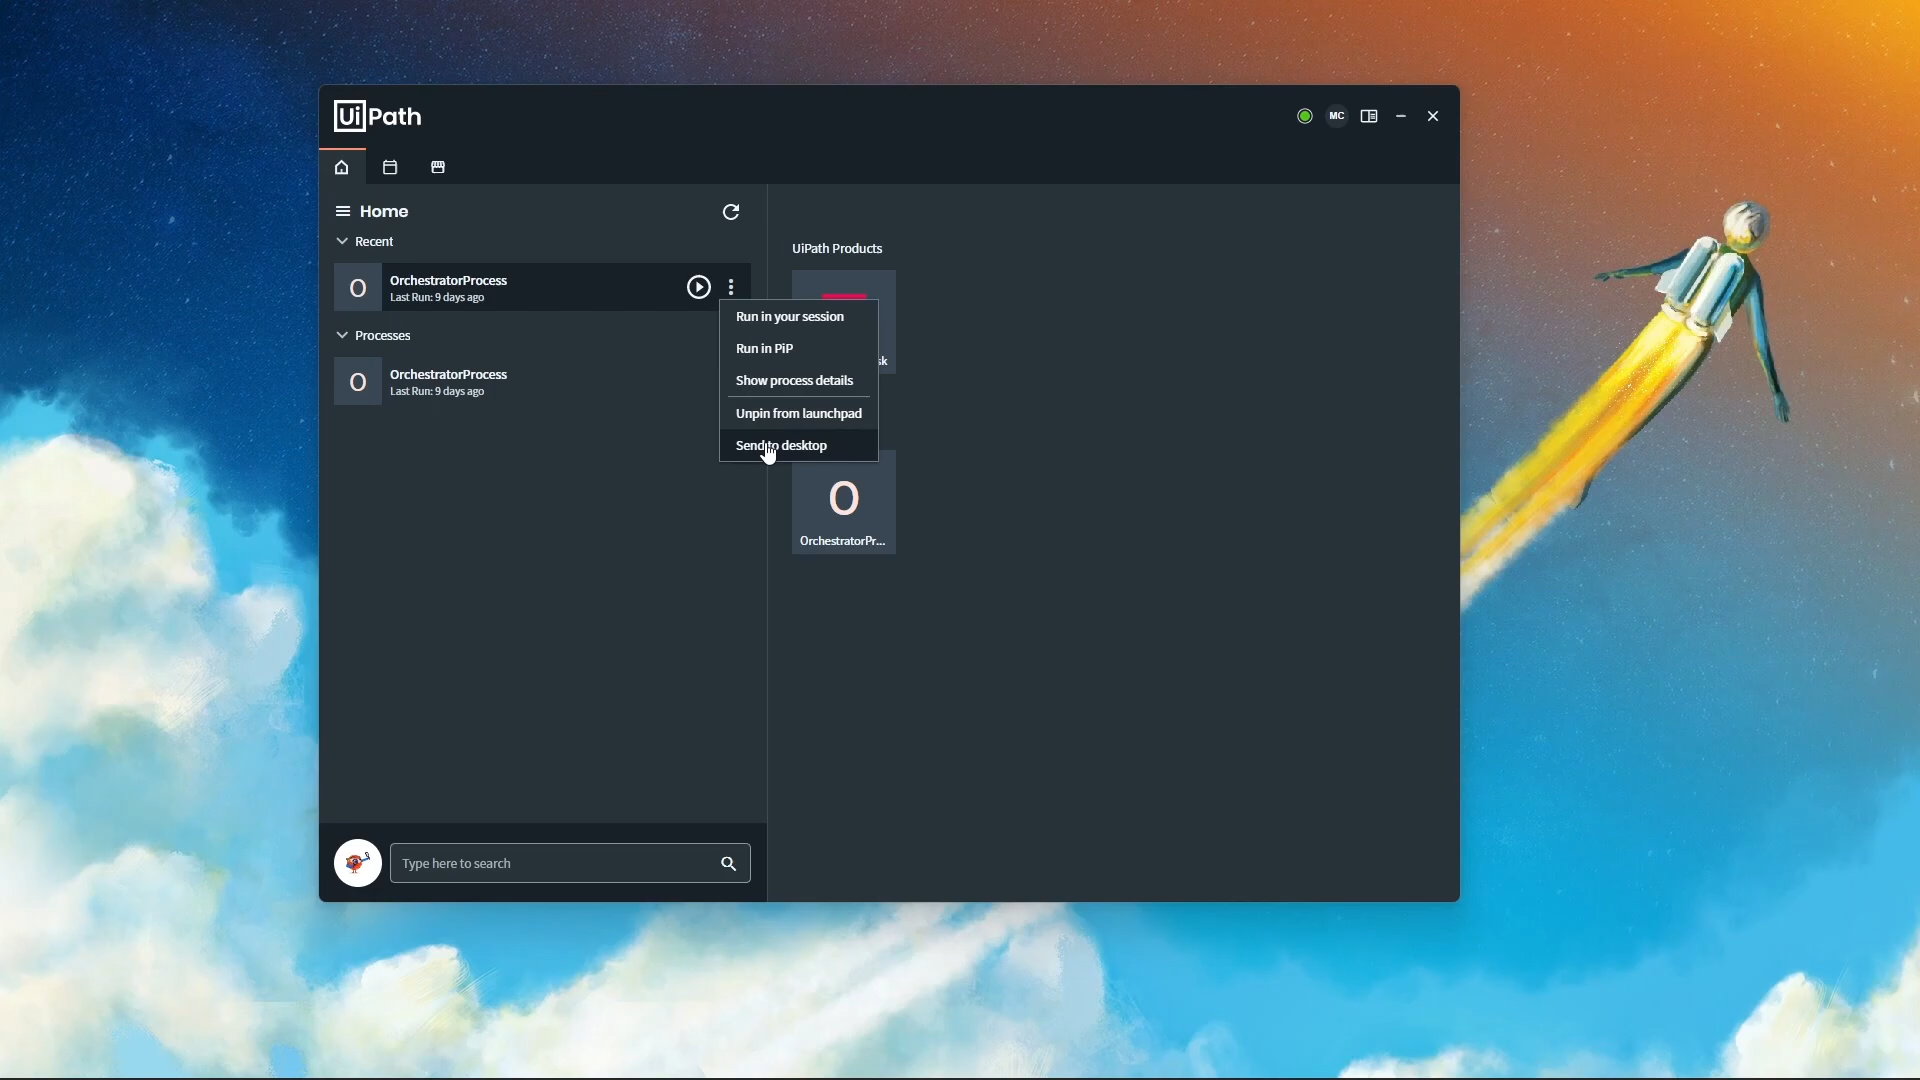 UiPath
MC
Home
Recent
O
OrchestratorProcess
Last Run: 9 days ago
Processes
O
OrchestratorProcess
Last Run: 9 days ago
Run in your session
Run in PiP
Show process details
Unpin from launchpad
Send to desktop
UiPath Products
sk
O
OrchestratorPr...
Type here to search